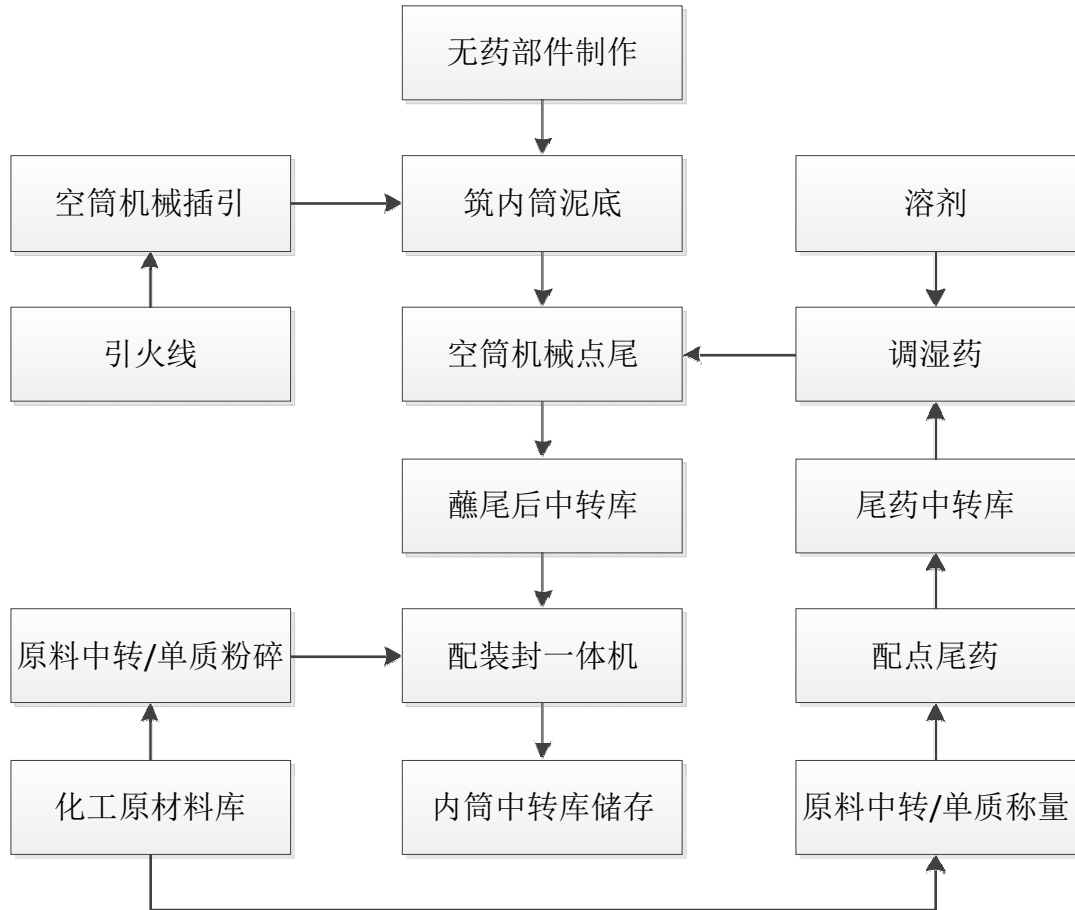 无药部件制作
空筒机械插引
筑内筒泥底
溶剂
引火线
空筒机械点尾
调湿药
蘸尾后中转库
尾药中转库
原料中转/单质粉碎
配装封一体机
配点尾药
化工原材料库
内筒中转库储存
原料中转/单质称量